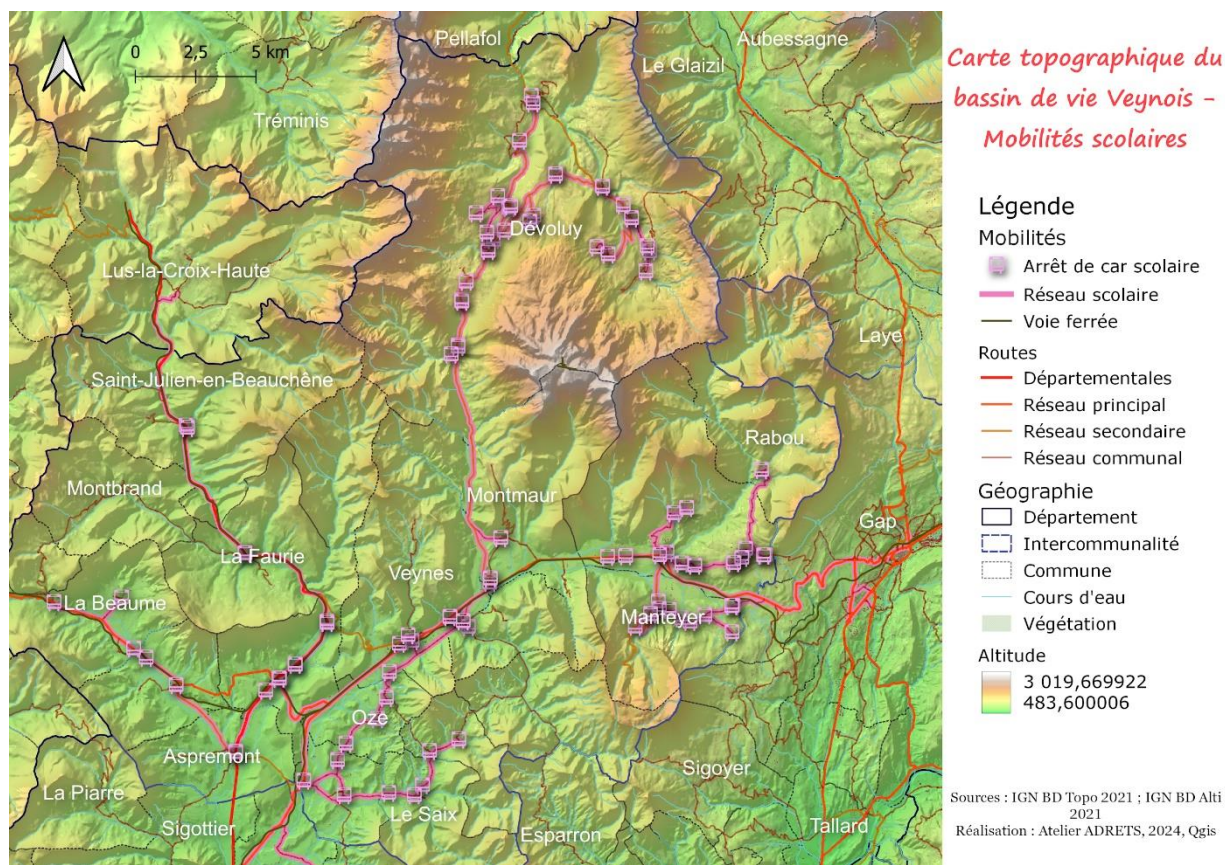 Pellafol
Aubessagne
0 2,5 5 km
Le Glaizil
Tréminis
Dévoluy
Lus-la-Croix-Haute
Laye
Saint-Julien-en-Beauchêne
Rabou
Montbrand
Montmaur
Gap
La Faurie
Veynes
La Beaume
Manteyer
Oze
Aspremont
Sigoyer
La Piarre
Le Saix
Sigottier
Esparron
Tallard
Carte topographique du
bassin de vie Veynois -
Mobilités scolaires
Légende
Mobilités
Arrêt de car scolaire
Réseau scolaire
Voie ferrée
Routes
Départementales
Réseau principal
Réseau secondaire
Réseau communal
Géographie
Département
Intercommunalité
Commune
Cours d'eau
Végétation
Altitude
3 019,669922
483,600006
Sources : IGN BD Topo 2021 ; IGN BD Alti
2021
Réalisation : Atelier ADRETS, 2024, Qgis